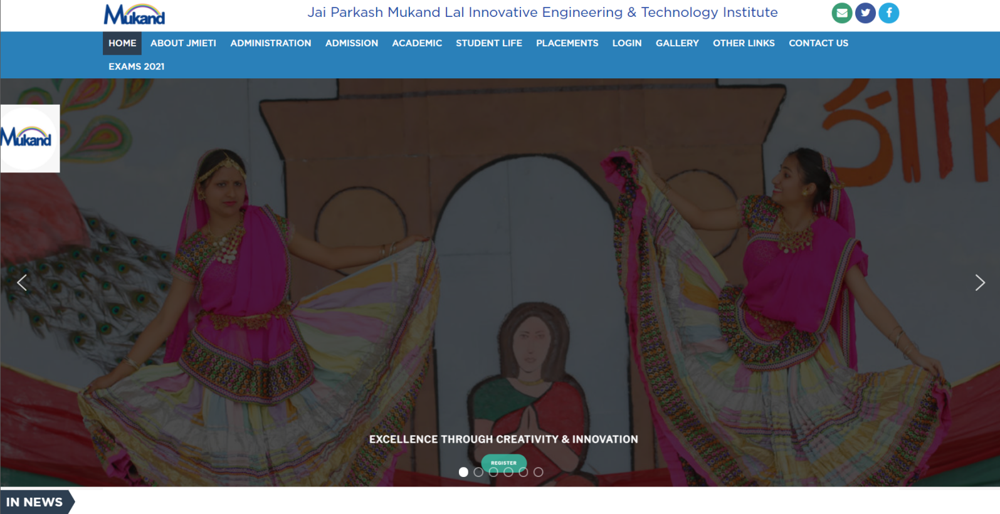 Mukand
Jai Parkash Mukand Lal Innovative Engineering & Technology Institute
HOME ABOUT JMIETI ADMINISTRATION ADMISSION ACADEMIC STUDENT LIFE PLACEMENTS LOGIN GALLERY OTHER LINKS CONTACT US
EXAMS 2021
Mukand
EXCELLENCE THROUGH CREATIVITY & INNOVATION
REGISTER
IN NEWS